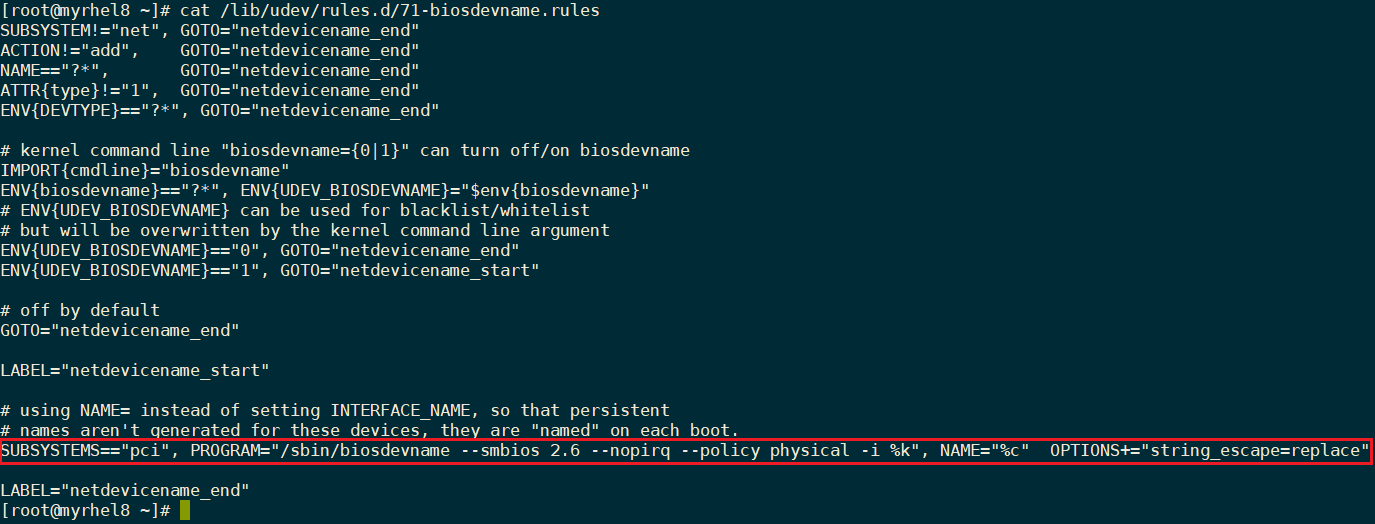 [root@myrhel8 ~]# cat /lib/udev/rules.d/71-biosdevname.rules
SUBSYSTEM!="net", GOTO="netdevicename_end"
ACTION!="add",    GOTO="netdevicename_end"
NAME=="?*",       GOTO="netdevicename_end"
ATTR{type}!="1",  GOTO="netdevicename_end"
ENV{DEVTYPE}=="?*", GOTO="netdevicename_end"

# kernel command line "biosdevname={0|1}" can turn off/on biosdevname
IMPORT{cmdline}="biosdevname"
ENV{biosdevname}=="?*", ENV{UDEV_BIOSDEVNAME}="$env{biosdevname}"
# ENV{UDEV_BIOSDEVNAME} can be used for blacklist/whitelist
# but will be overwritten by the kernel command line argument
ENV{UDEV_BIOSDEVNAME}=="0", GOTO="netdevicename_end"
ENV{UDEV_BIOSDEVNAME}=="1", GOTO="netdevicename_start"

# off by default
GOTO="netdevicename_end"

LABEL="netdevicename_start"

# using NAME= instead of setting INTERFACE_NAME, so that persistent
# names aren't generated for these devices, they are "named" on each boot.
SUBSYSTEMS=="pci", PROGRAM="/sbin/biosdevname --smbios 2.6 --nopirq --policy physical -i %k", NAME="%c"  OPTIONS+="string_escape=replace"

LABEL="netdevicename_end"
[root@myrhel8 ~]#